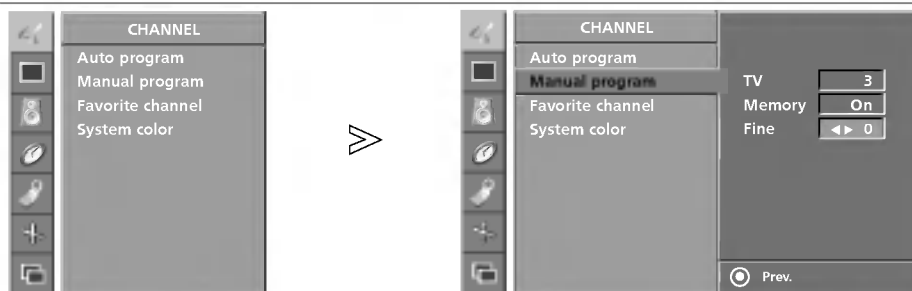 CHANNEL
Auto program
Manual program
Favorite channel
System color
CHANNEL
Auto program
Manual program
Favorite channel
System color
TV 3
Memory On
Fine ◀▶ 0
Prev.